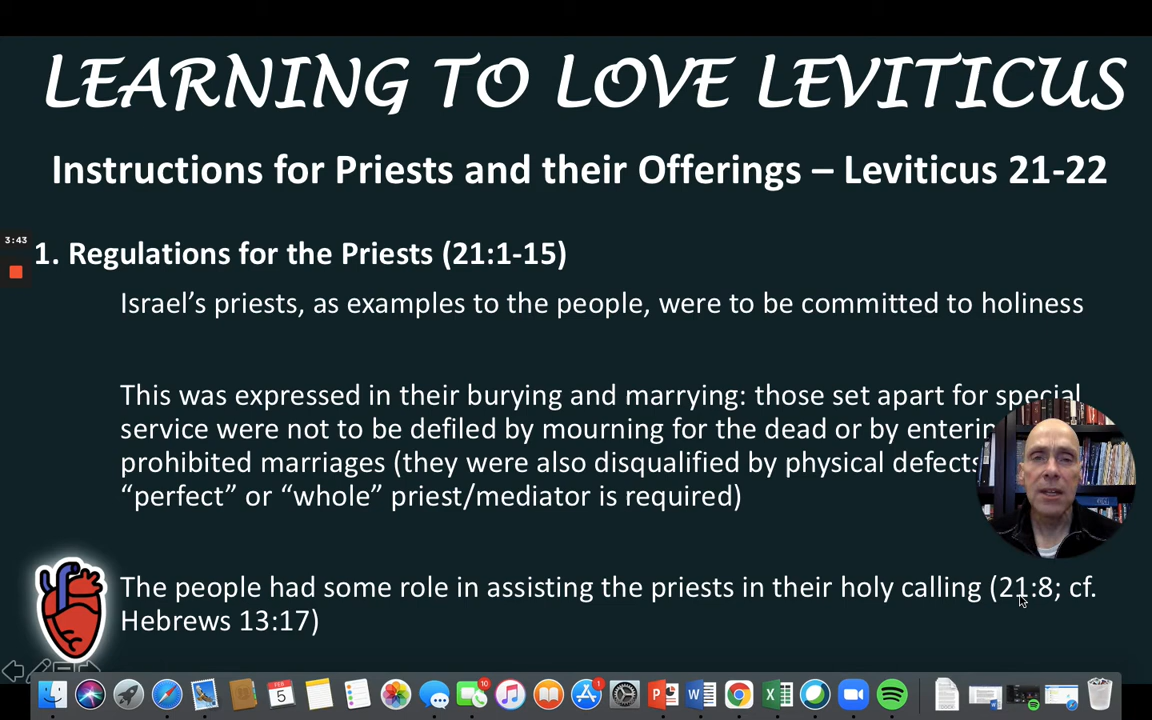 LEARNING TO LOVE LEVITICUS
Instructions for Priests and their Offerings – Leviticus 21-22
3:43
1. Regulations for the Priests (21:1-15)
Israel’s priests, as examples to the people, were to be committed to holiness
This was expressed in their burying and marrying: those set apart for special
service were not to be defiled by mourning for the dead or by
prohibited marriages (they were also disqualified by physical defects
“perfect” or “whole” priest/mediator is required)
The people had some role in assisting the priests in their holy calling (21:8; cf.
Hebrews 13:17)
FEB
5
10
1